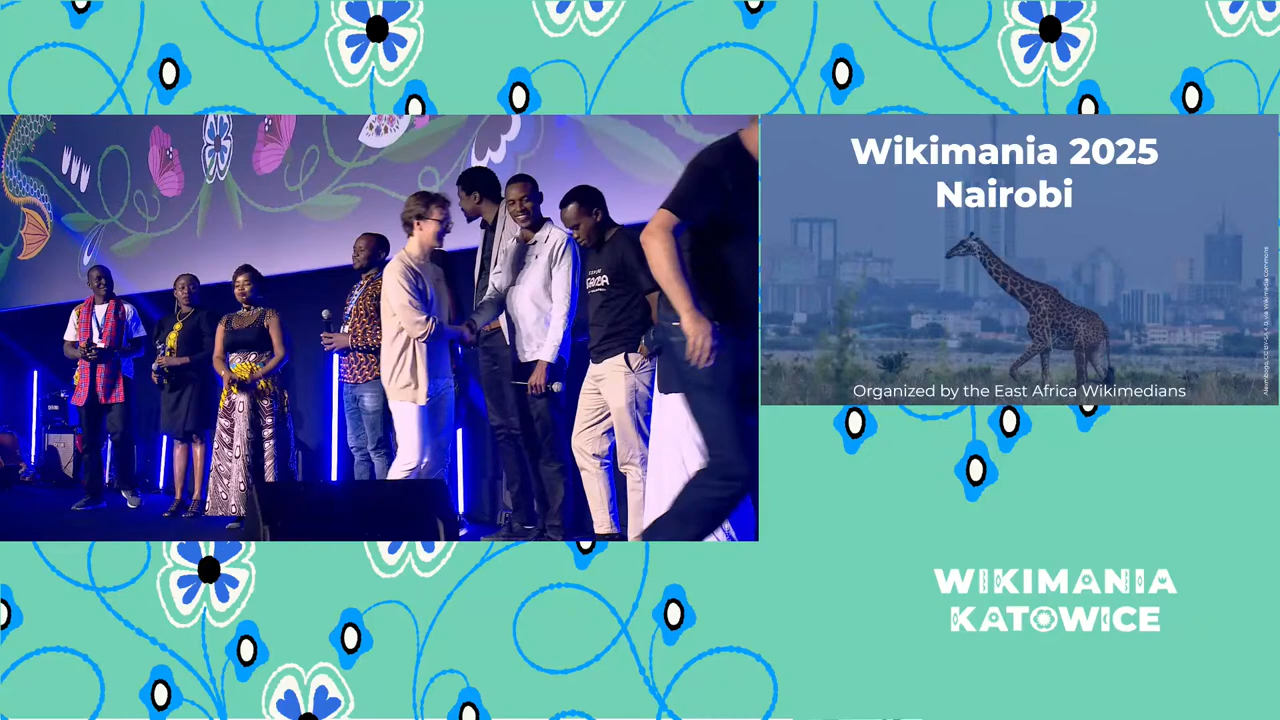 Wikimania 2025
Nairobi
Organized by the East Africa Wikimedians
WIKIMANIA
KATOWICE